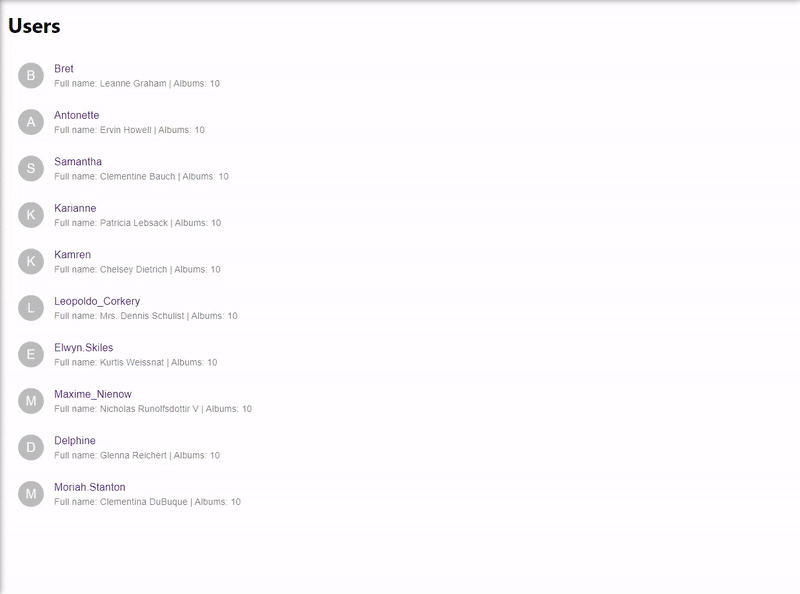 Users
B
Bret
Full name: Leanne Graham | Albums: 10
A
Antonette
Full name: Ervin Howell | Albums: 10
S
Samantha
Full name: Clementine Bauch | Albums: 10
K
Karianne
Full name: Patricia Lebsack | Albums: 10
K
Kamren
Full name: Chelsey Dietrich | Albums: 10
L
Leopoldo_Corkery
Full name: Mrs. Dennis Schulist | Albums: 10
E
Elwyn.Skiles
Full name: Kurtis Weissnat | Albums: 10
M
Maxime_Nienow
Full name: Nicholas Runolfsdottir V | Albums: 10
D
Delphine
Full name: Glenna Reichert | Albums: 10
M
Moriah.Stanton
Full name: Clementina DuBuque | Albums: 10